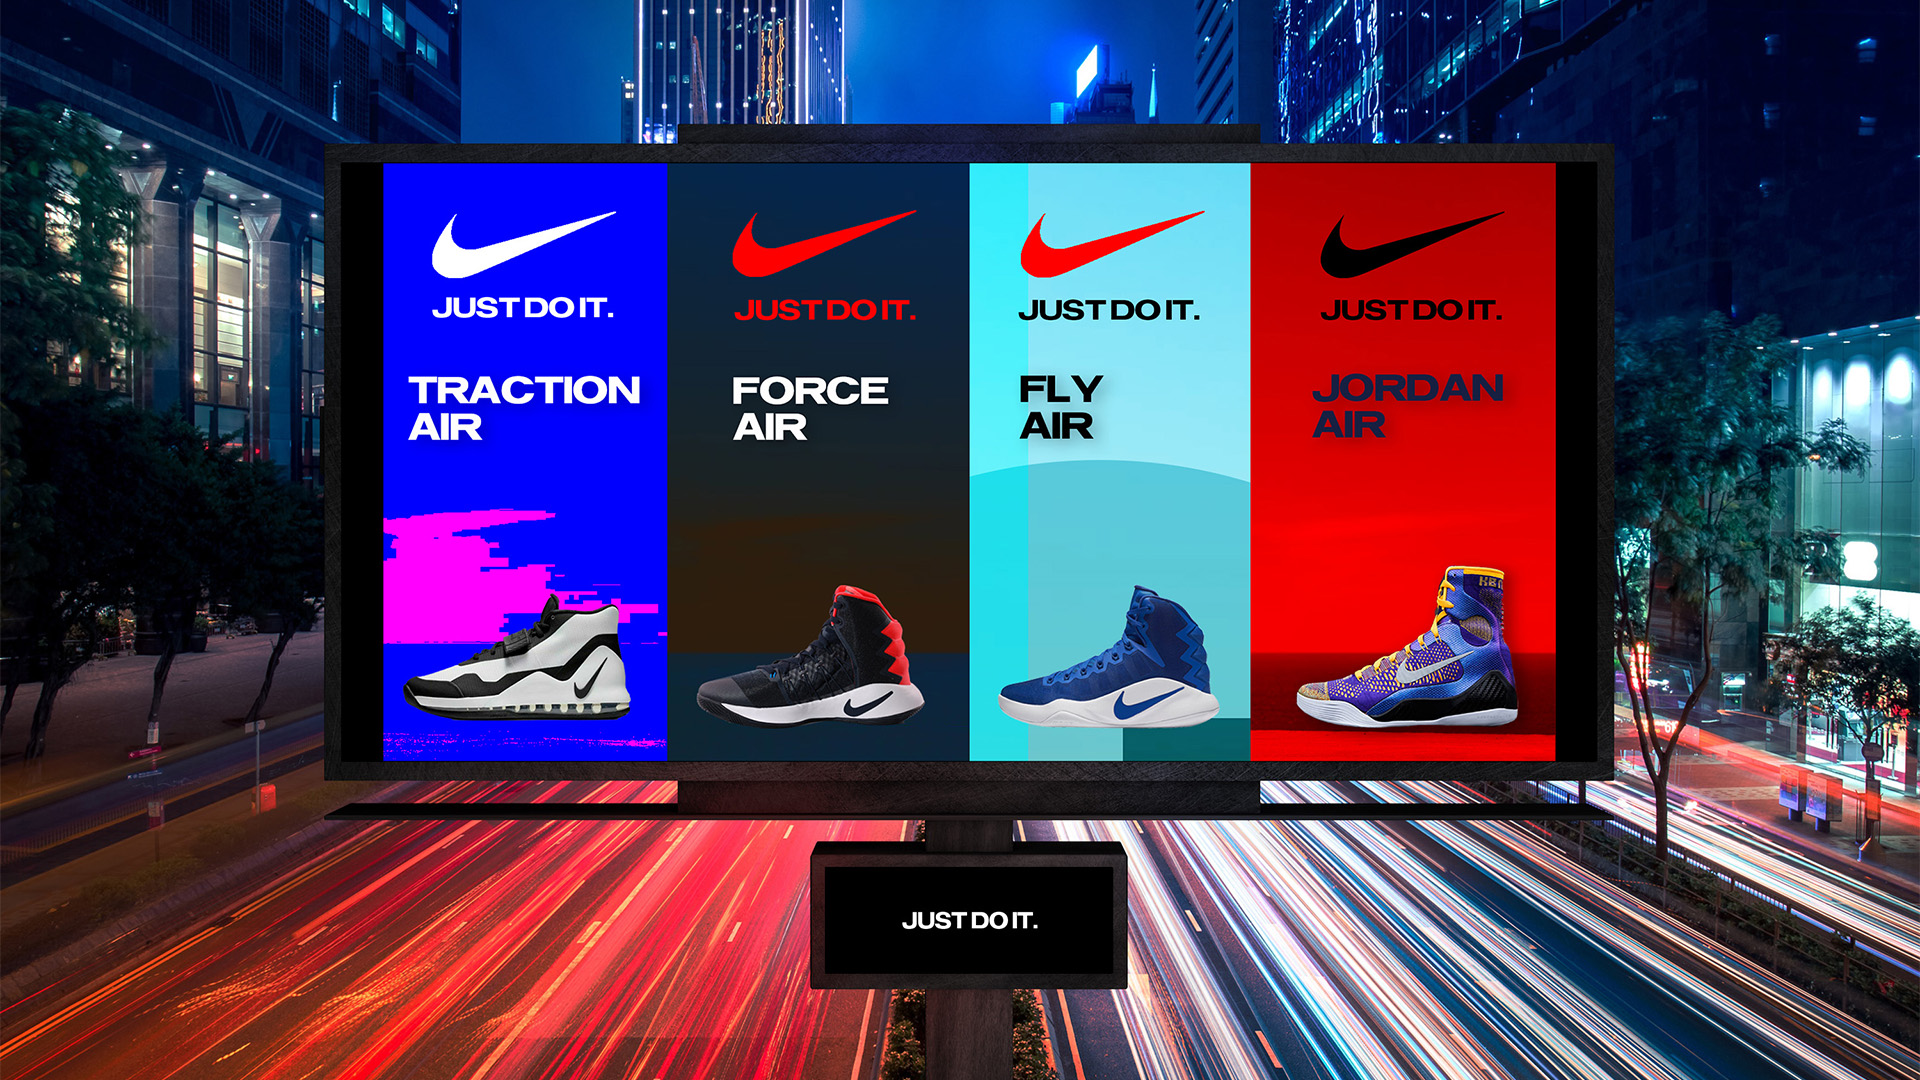 JUST DO IT.
TRACTION
AIR
JUST DO IT.
FORCE
AIR
JUST DO IT.
FLY
AIR
JUST DO IT.
JORDAN
AIR
JUST DO IT.